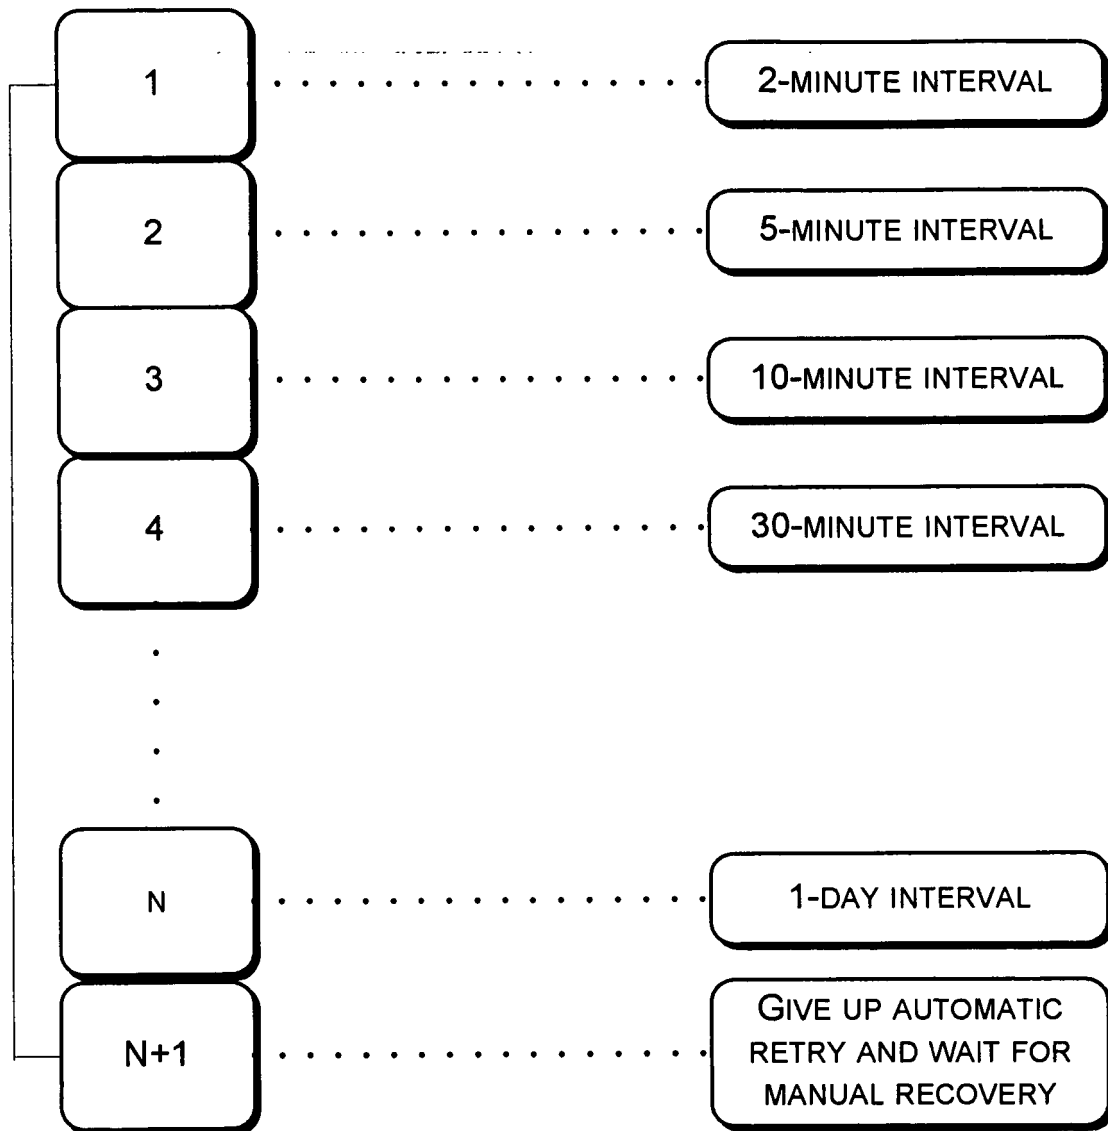 1
2-MINUTE INTERVAL
2
5-MINUTE INTERVAL
3
10-MINUTE INTERVAL
4
30-MINUTE INTERVAL
N
1-DAY INTERVAL
N+1
GIVE UP AUTOMATIC
RETRY AND WAIT FOR
MANUAL RECOVERY